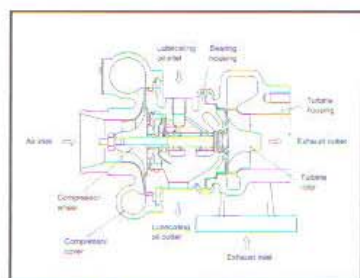 Lubricating
oil inlet
Bearing
housing
Turbine
housing
Air inlet
Exhaust outlet
Compressor
wheel
Turbine
rotor
Compressor
cover
Lubricating
oil outlet
Exhaust inlet